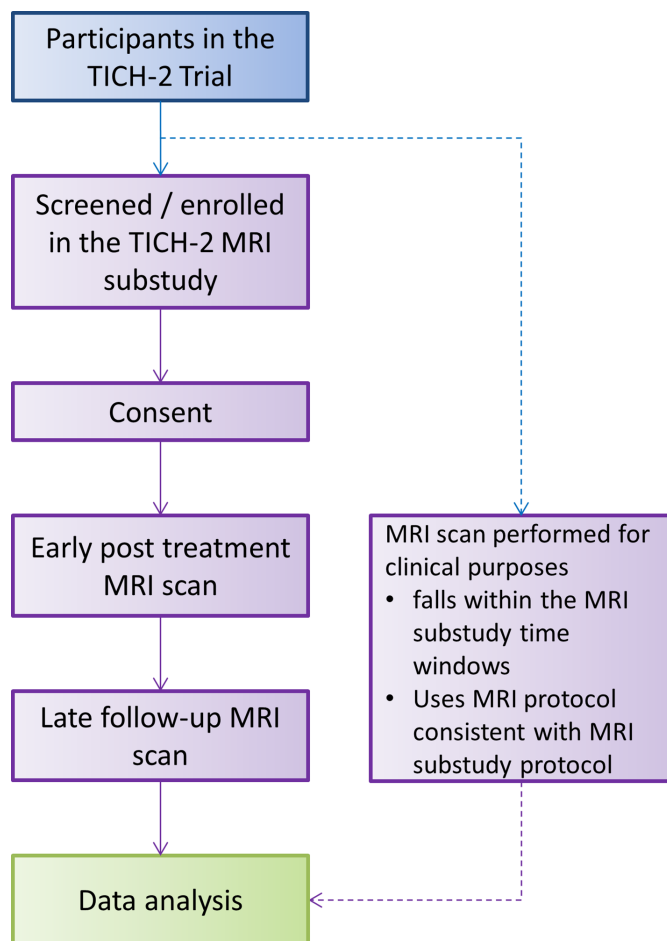 Participants in the
TICH-2 Trial
Screened / enrolled
in the TICH-2 MRI
substudy
Consent
Early post treatment
MRI scan
Late follow-up MRI
scan
MRI scan performed for
clinical purposes
• falls within the MRI
substudy time
windows
• Uses MRI protocol
consistent with MRI
substudy protocol
Data analysis